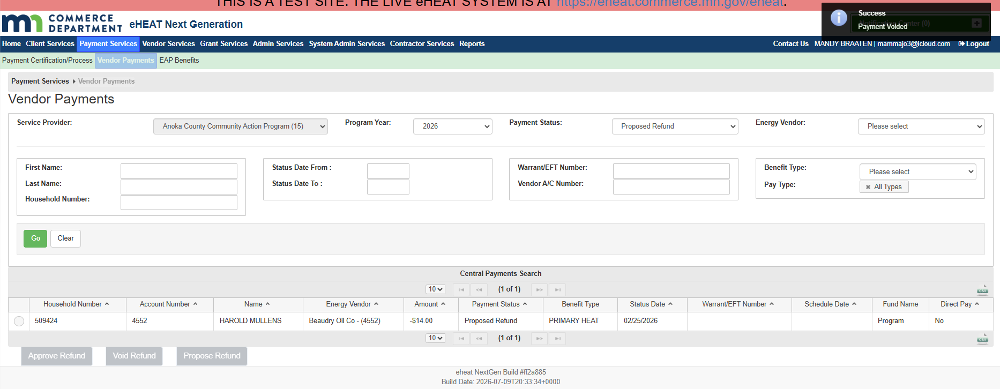 THIS IS A TEST SITE. THE LIVE eHEAT SYSTEM IS AT https://eheat.commerce.mn.gov/eheat.
mn COMMERCE DEPARTMENT eHEAT Next Generation
Success
Notification Center (0)
Payment Voided
Home Client Services Payment Services Vendor Services Grant Services Admin Services System Admin Services Contractor Services Reports Contact Us MANDY BRAATEN | mammajo3@icloud.com Logout
Payment Certification/Process Vendor Payments EAP Benefits
Payment Services Vendor Payments
Vendor Payments
Service Provider: Anoka County Community Action Program (15) Program Year: 2026 Payment Status: Proposed Refund Energy Vendor: Please select
First Name: Status Date From : Warrant/EFT Number: Benefit Type: Please select
Last Name: Status Date To : Vendor A/C Number: Pay Type: All Types
Household Number:
Go Clear
Central Payments Search
10 (1 of 1) CSV
Household Number Account Number Name Energy Vendor Amount Payment Status Benefit Type Status Date Warrant/EFT Number Schedule Date Fund Name Direct Pay
509424 4552 HAROLD MULLENS Beaudry Oil Co - (4552) -$14.00 Proposed Refund PRIMARY HEAT 02/25/2026 Program No
10 (1 of 1) CSV
Approve Refund Void Refund Propose Refund
eheat NextGen Build #ff2a885
Build Date: 2026-07-09T20:33:34+0000